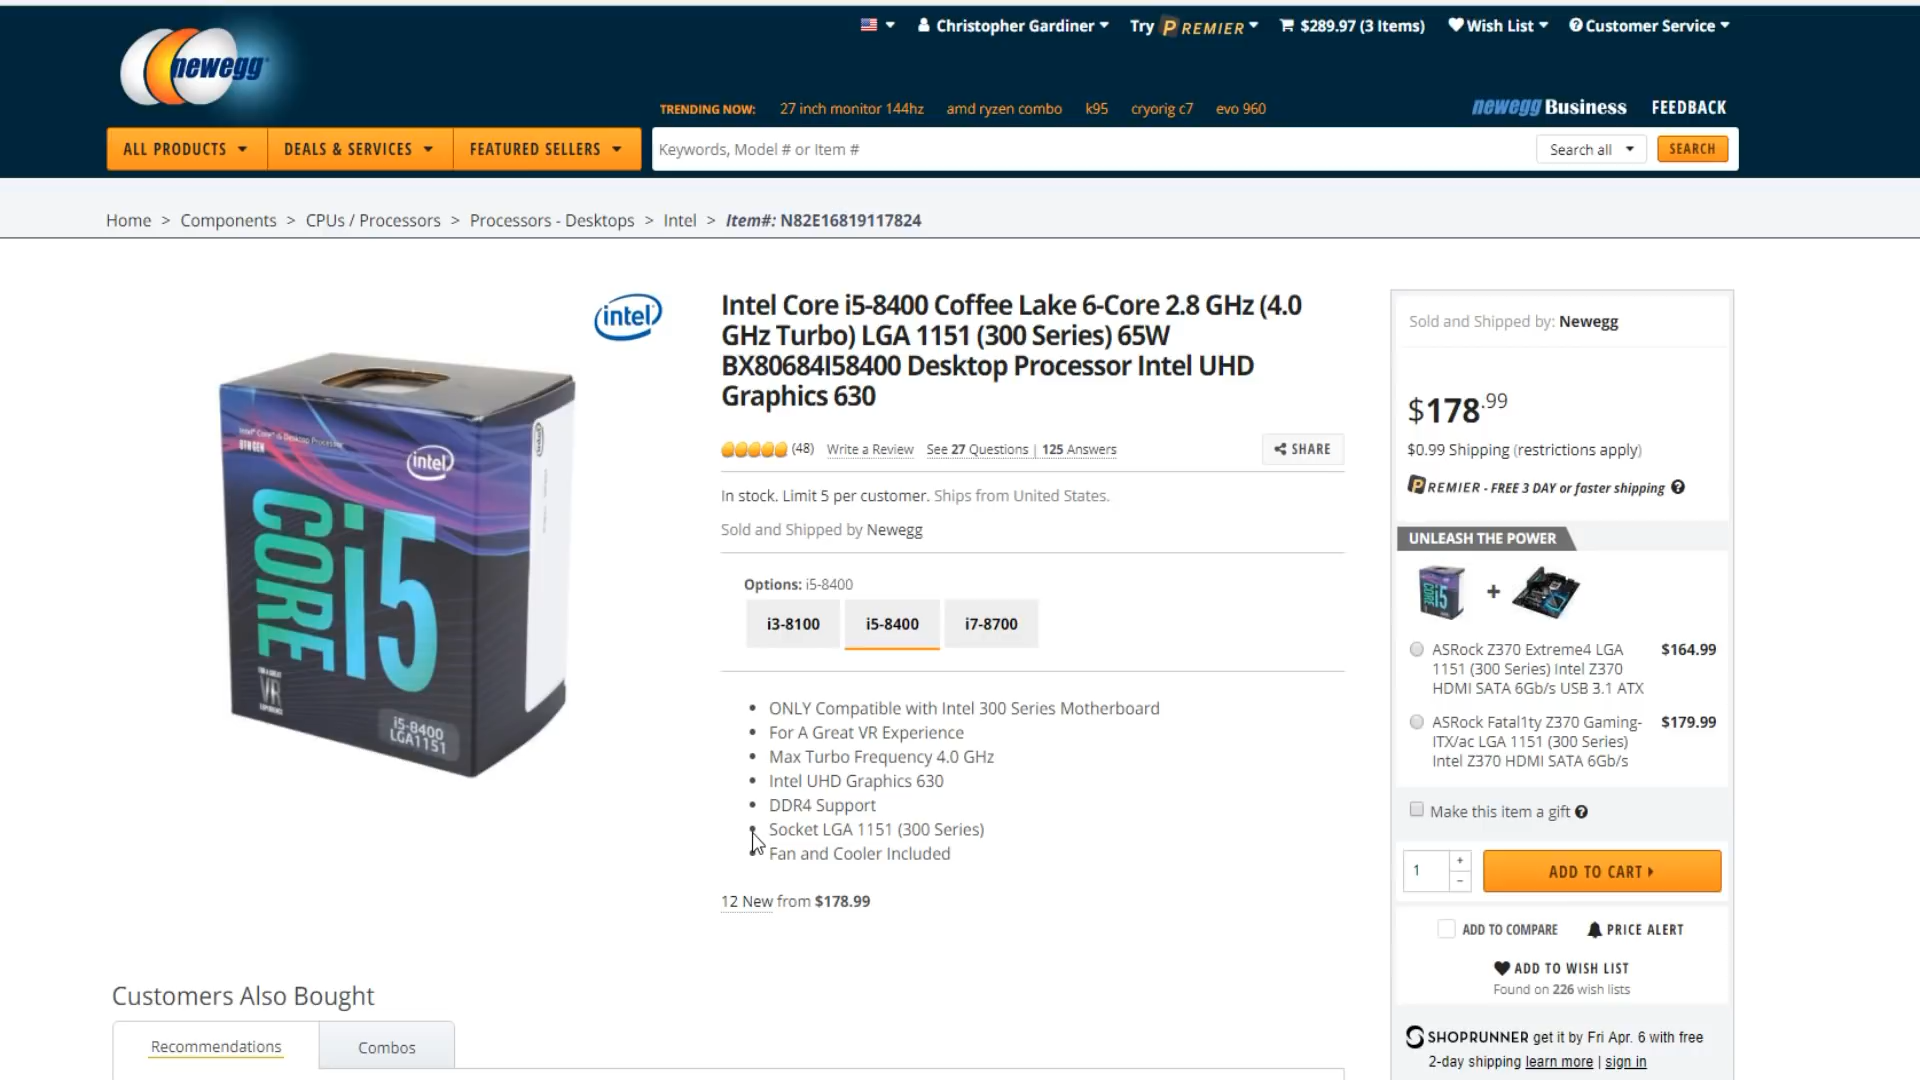 Christopher Gardiner
Try PREMIER
$289.97 (3 Items)
Wish List
Customer Service
newegg
TRENDING NOW: 27 inch monitor 144hz amd ryzen combo k95 cryorig c7 evo 960
newegg Business
FEEDBACK
ALL PRODUCTS
DEALS & SERVICES
FEATURED SELLERS
Keywords, Model # or Item #
Search all
SEARCH
Home > Components > CPUs / Processors > Processors - Desktops > Intel > Item#: N82E16819117824
intel
Intel® Core™ i5 Desktop Processor
8TH GEN
intel
CORE i5
FOR A GREAT
VR
EXPERIENCE
i5-8400
LGA1151
Intel Core i5-8400 Coffee Lake 6-Core 2.8 GHz (4.0
GHz Turbo) LGA 1151 (300 Series) 65W
BX80684I58400 Desktop Processor Intel UHD
Graphics 630
(48) Write a Review See 27 Questions | 125 Answers
SHARE
In stock. Limit 5 per customer. Ships from United States.
Sold and Shipped by Newegg
Options: i5-8400
i3-8100
i5-8400
i7-8700
• ONLY Compatible with Intel 300 Series Motherboard
• For A Great VR Experience
• Max Turbo Frequency 4.0 GHz
• Intel UHD Graphics 630
• DDR4 Support
• Socket LGA 1151 (300 Series)
• Fan and Cooler Included
12 New from $178.99
Sold and Shipped by: Newegg
$178.99
$0.99 Shipping (restrictions apply)
PREMIER - FREE 3 DAY or faster shipping ?
UNLEASH THE POWER
CORE i5
+
ASRock Z370 Extreme4 LGA $164.99
1151 (300 Series) Intel Z370
HDMI SATA 6Gb/s USB 3.1 ATX
ASRock Fatal1ty Z370 Gaming- $179.99
ITX/ac LGA 1151 (300 Series)
Intel Z370 HDMI SATA 6Gb/s
Make this item a gift ?
1
+
−
ADD TO CART
ADD TO COMPARE
PRICE ALERT
ADD TO WISH LIST
Found on 226 wish lists
SHOPRUNNER get it by Fri Apr. 6 with free
2-day shipping learn more | sign in
Customers Also Bought
Recommendations
Combos